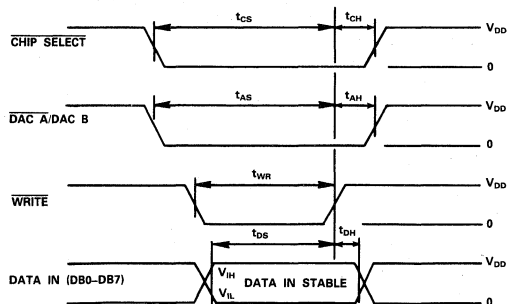 tCS tCH
VDD
CHIP SELECT
0
tAS tAH
VDD
DAC A/DAC B
0
tWR
VDD
WRITE
0
tDS tDH
VDD
DATA IN (DB0–DB7)
VIH
DATA IN STABLE
VIL
0